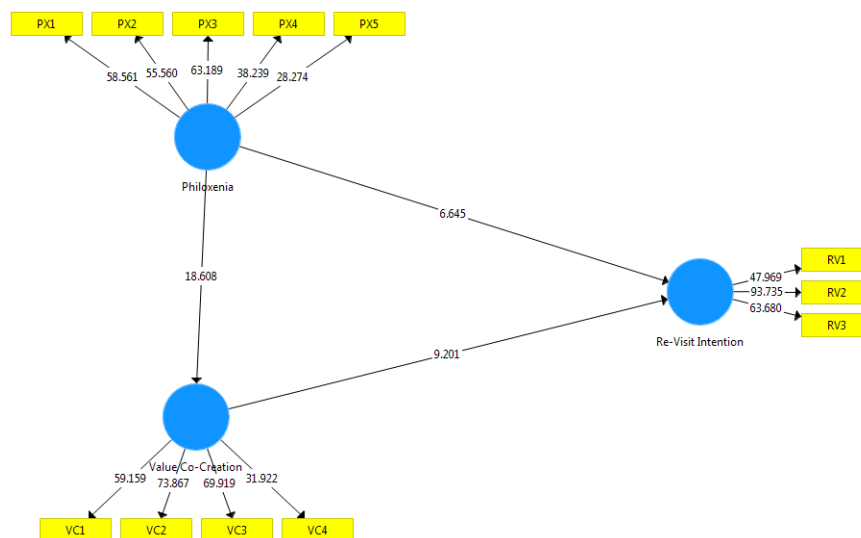 PX1 PX2 PX3 PX4 PX5
58.561 55.560 63.189 38.239 28.274
Philoxenia
6.645
18.608
RV1
47.969
93.735 RV2
63.680
RV3
Re-Visit Intention
9.201
Value Co-Creation
59.159 73.867 69.919 31.922
VC1 VC2 VC3 VC4